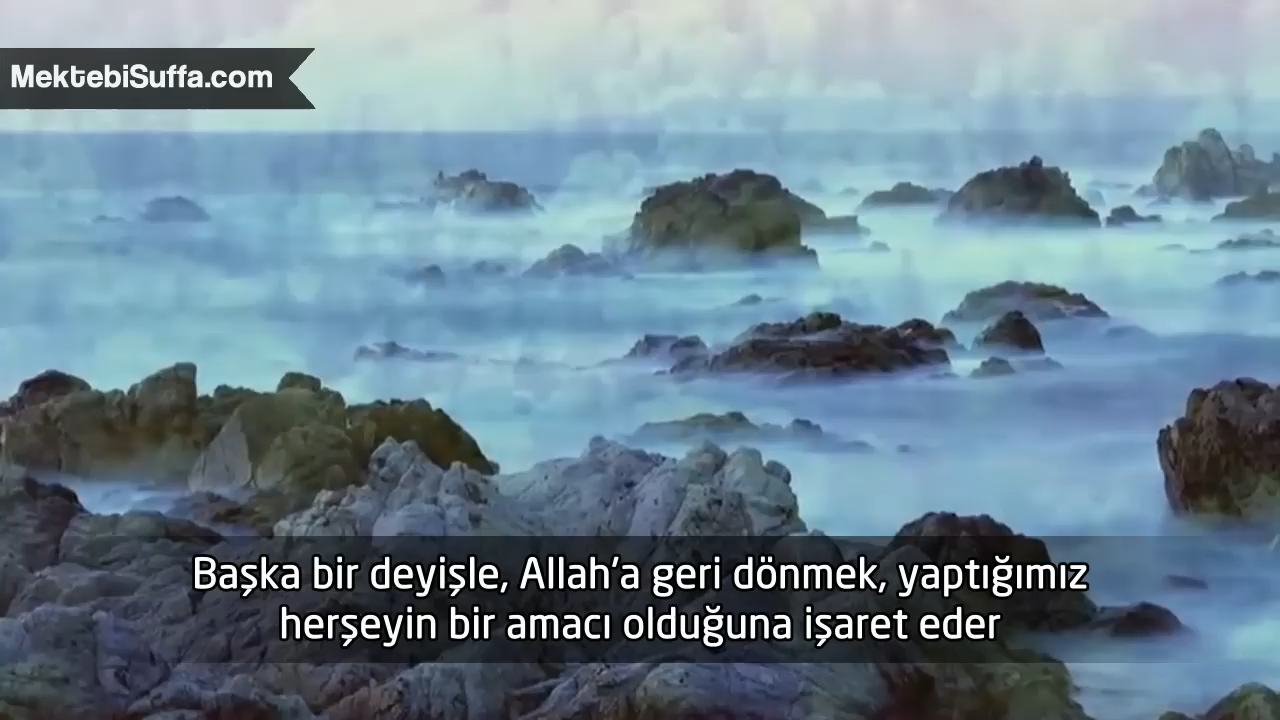 MektebiSuffa.com
Başka bir deyişle, Allah'a geri dönmek, yaptığımız
herşeyin bir amacı olduğuna işaret eder